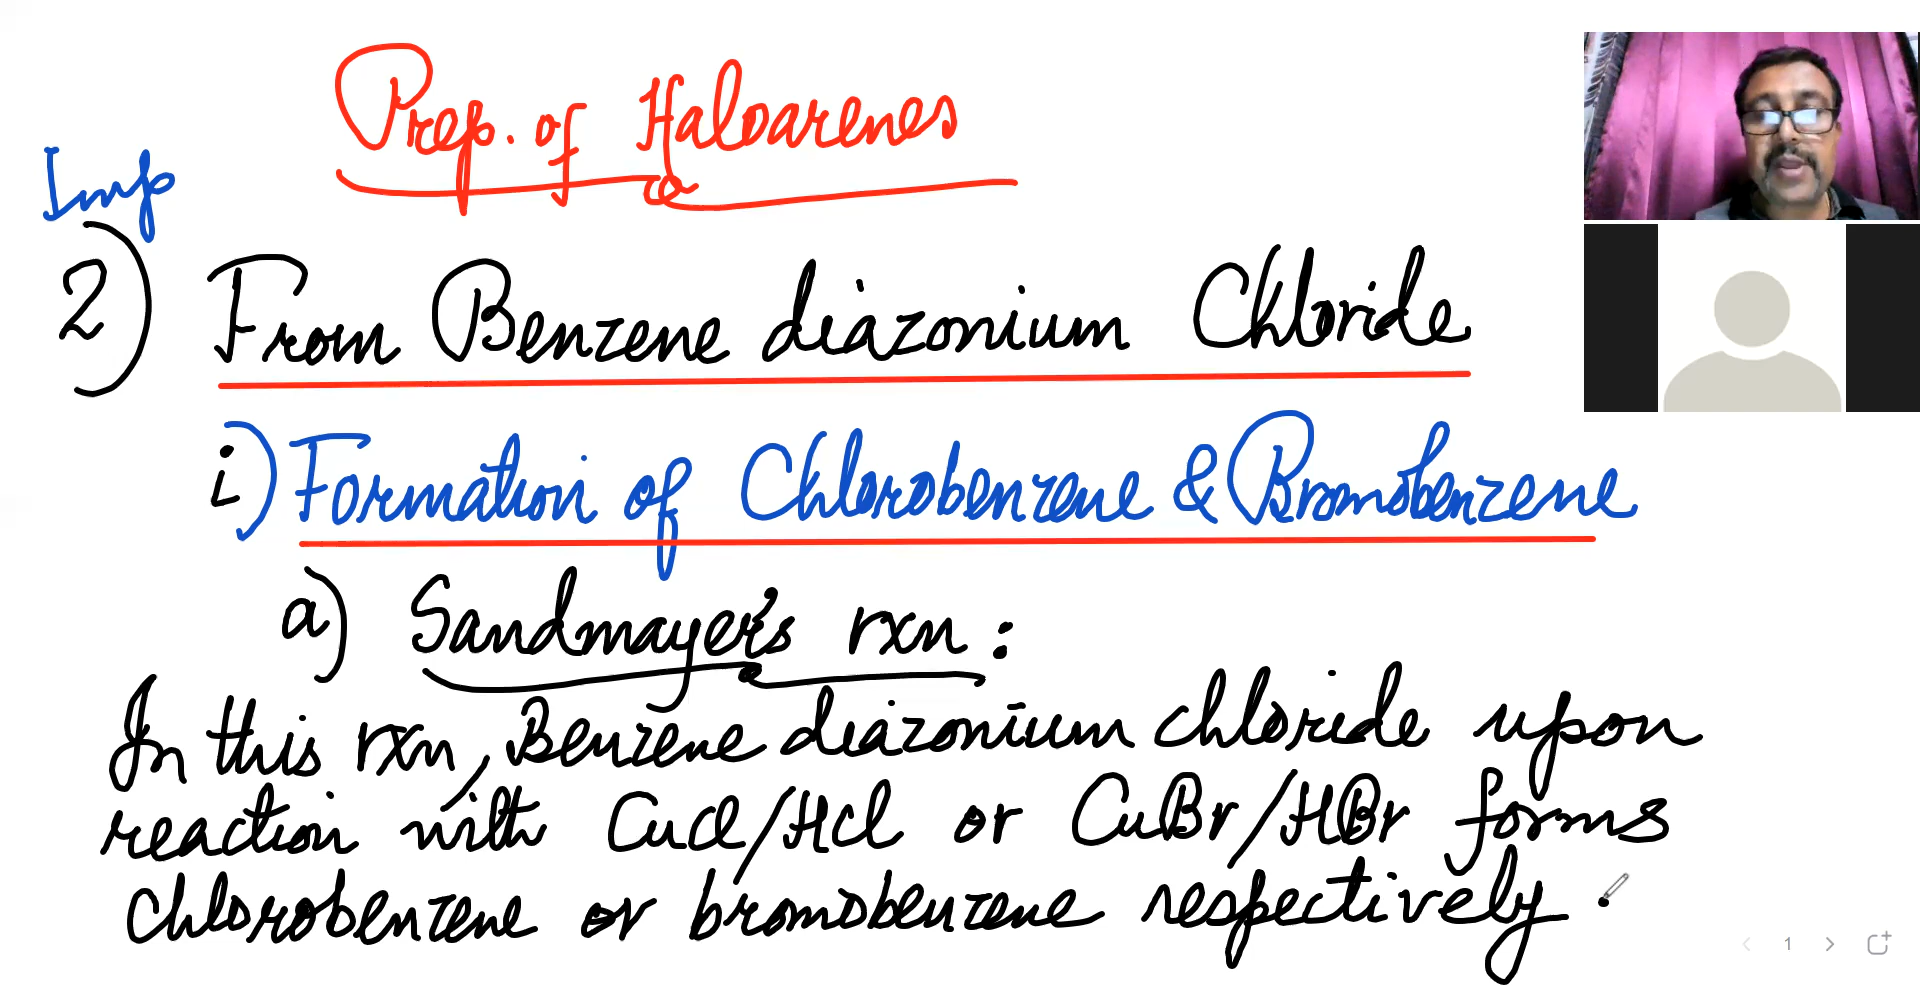 Prep. of Haloarenes
Imp
2) From Benzene diazonium Chloride
i) Formation of Chlorobenzene & Bromobenzene
a) Sandmayer's rxn :
In this rxn, Benzene diazonium chloride upon
reaction with CuCl/HCl or CuBr/HBr forms
chlorobenzene or bromobenzene respectively.
1